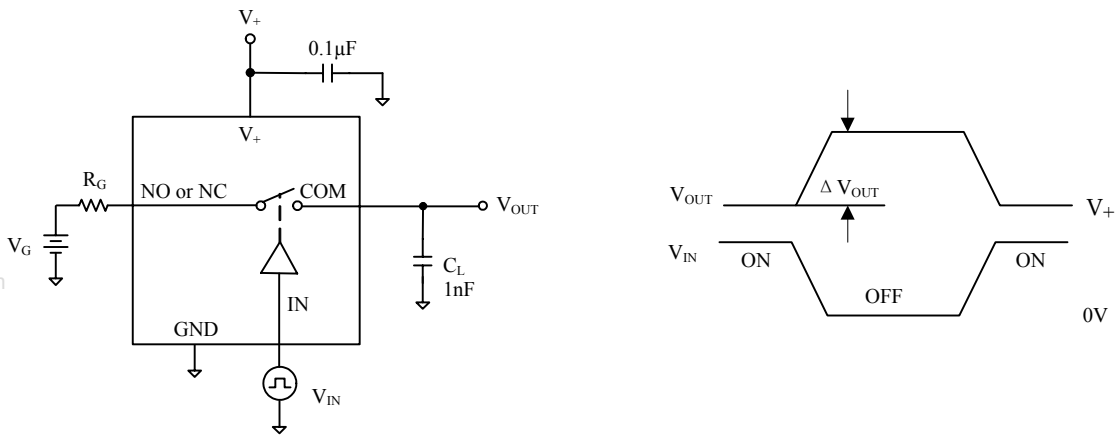 V+
0.1μF
V+
RG
NO or NC
COM
VOUT
VG
CL
1nF
IN
GND
VIN
VOUT
Δ VOUT
V+
VIN
ON
OFF
ON
0V